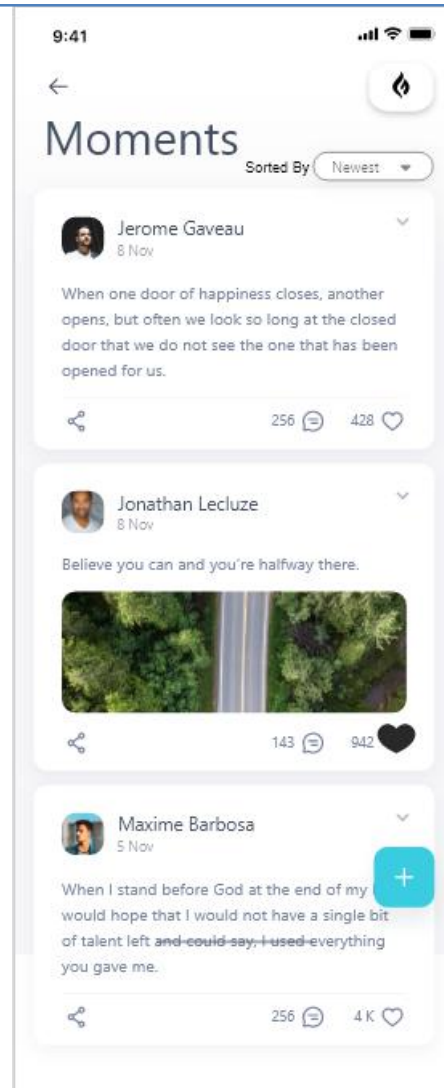 9:41
Moments
Sorted By Newest
Jerome Gaveau
8 Nov
When one door of happiness closes, another
opens, but often we look so long at the closed
door that we do not see the one that has been
opened for us.
256 428
Jonathan Lecluze
8 Nov
Believe you can and you're halfway there.
143 942
Maxime Barbosa
5 Nov
When I stand before God at the end of my
would hope that I would not have a single bit
of talent left and could say, I used everything
you gave me.
256 4 K